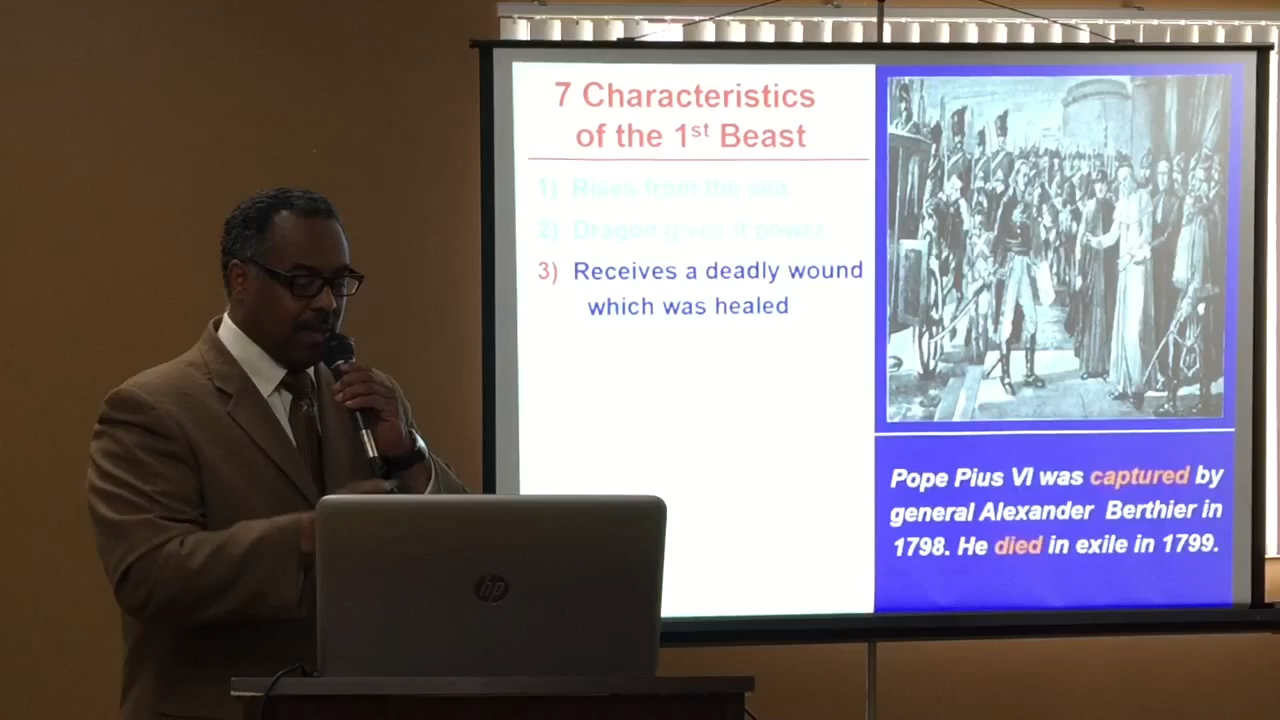 7 Characteristics
of the 1st Beast
1) Rises from the sea
2) Dragon gives it power
3) Receives a deadly wound
which was healed
Pope Pius VI was captured by
general Alexander Berthier in
1798. He died in exile in 1799.
hp